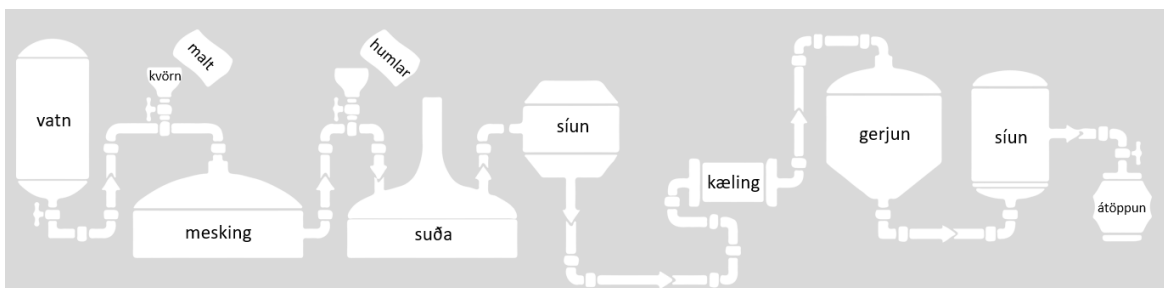 vatn
kvörn
malt
mesking
humlar
suða
síun
kæling
gerjun
síun
átöppun